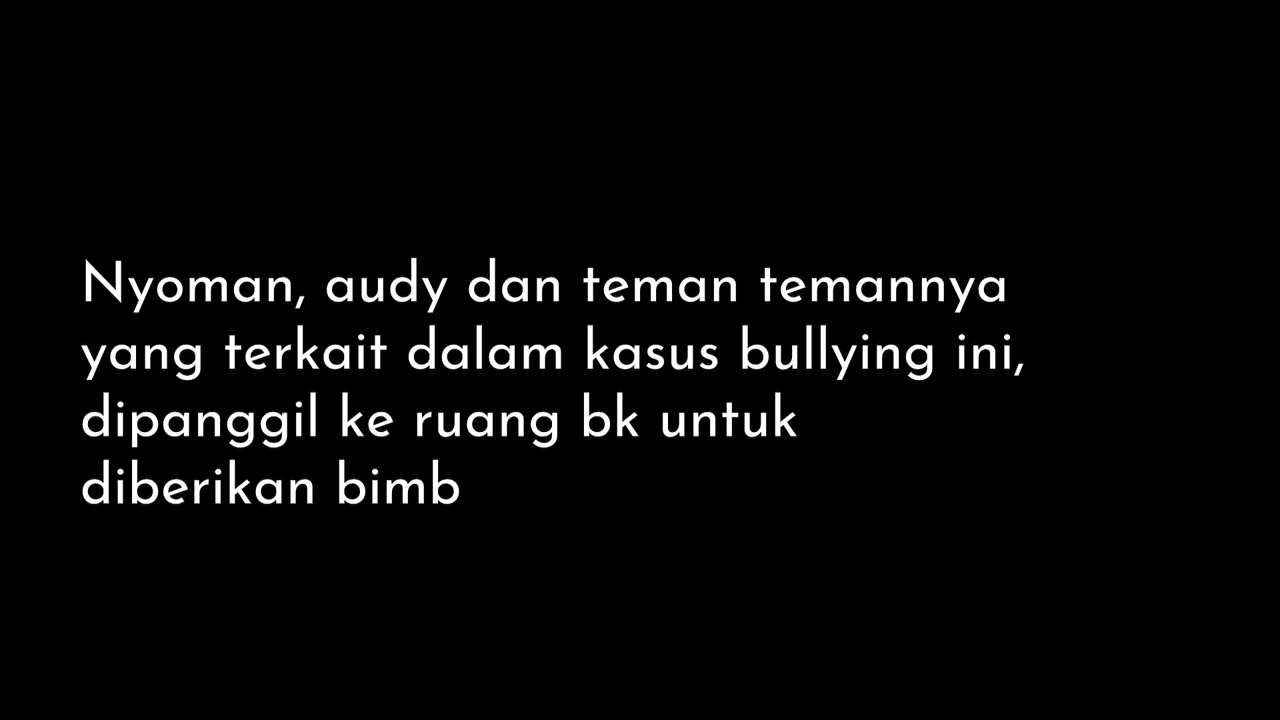 Nyoman, audy dan teman temannya
yang terkait dalam kasus bullying ini,
dipanggil ke ruang bk untuk
diberikan bimb